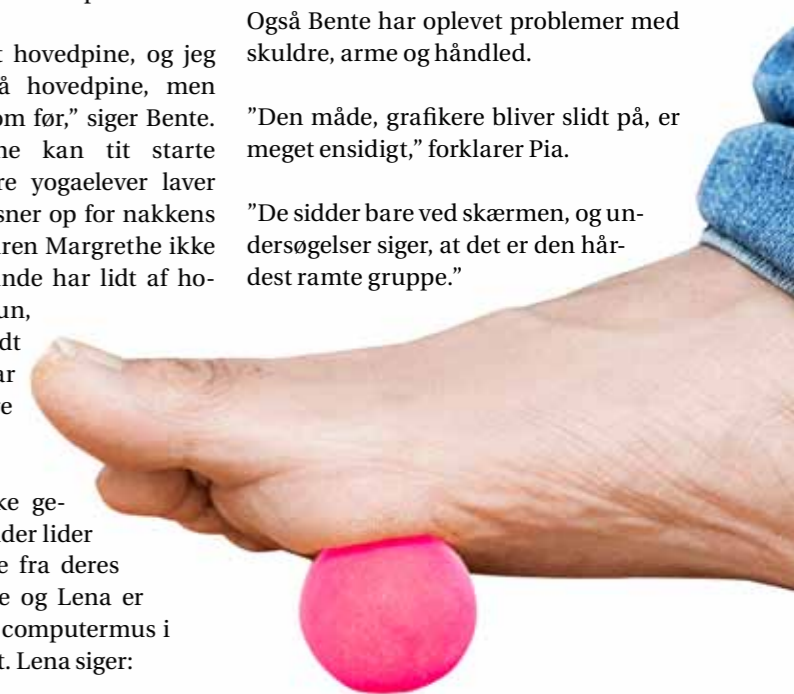 t hovedpine, og jeg
å hovedpine, men
om før,” siger Bente.
ne kan tit starte
re yogaelever laver
sner op for nakkens
ren Margrethe ikke
nde har lidt af ho-
un,
dt
ar
e
ke ge-
der lider
e fra deres
e og Lena er
computermus i
t. Lena siger:
Også Bente har oplevet problemer med
skuldre, arme og håndled.
”Den måde, grafikere bliver slidt på, er
meget ensidigt,” forklarer Pia.
”De sidder bare ved skærmen, og un-
dersøgelser siger, at det er den hår-
dest ramte gruppe.”